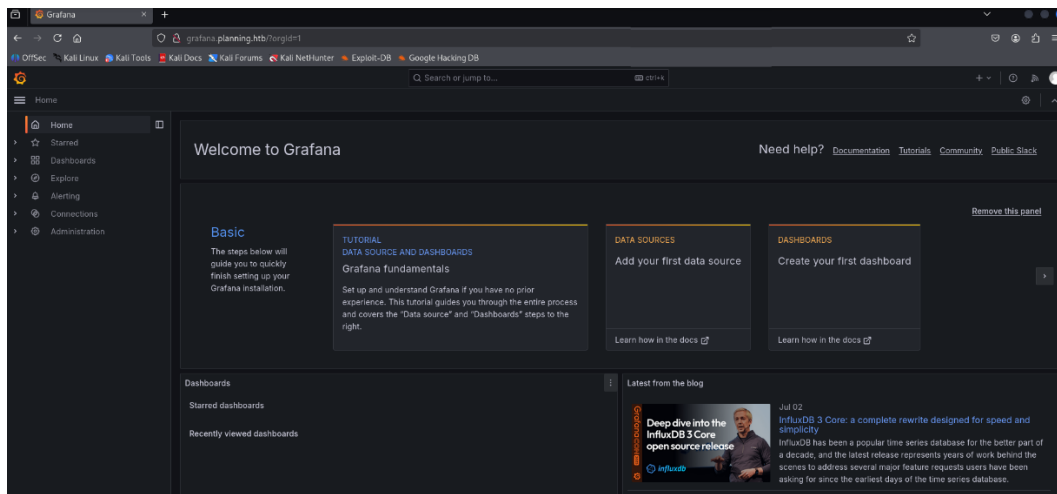 Grafana
grafana.planning.htb/?orgId=1
OffSec Kali Linux Kali Tools Kali Docs Kali Forums Kali NetHunter Exploit-DB Google Hacking DB
Search or jump to... ctrl+k
Home
Home
Starred
Dashboards
Explore
Alerting
Connections
Administration
Welcome to Grafana
Need help? Documentation Tutorials Community Public Slack
Remove this panel
Basic
The steps below will
guide you to quickly
finish setting up your
Grafana installation.
TUTORIAL
DATA SOURCE AND DASHBOARDS
Grafana fundamentals
Set up and understand Grafana if you have no prior
experience. This tutorial guides you through the entire process
and covers the "Data source" and "Dashboards" steps to the
right.
DATA SOURCES
Add your first data source
Learn how in the docs
DASHBOARDS
Create your first dashboard
Learn how in the docs
Dashboards
Starred dashboards
Recently viewed dashboards
Latest from the blog
Deep dive into the
InfluxDB 3 Core
open source release
influxdb
Jul 02
InfluxDB 3 Core: a complete rewrite designed for speed and
simplicity
InfluxDB has been a popular time series database for the better part of
a decade, and the latest release represents years of work behind the
scenes to address several major feature requests users have been
asking for since the earliest days of the time series database.